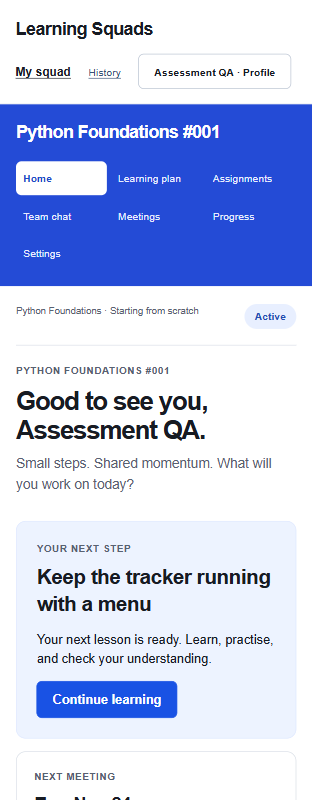 Learning Squads
My squad History Assessment QA · Profile
Python Foundations #001
Home Learning plan Assignments
Team chat Meetings Progress
Settings
Python Foundations · Starting from scratch Active
PYTHON FOUNDATIONS #001
Good to see you,
Assessment QA.
Small steps. Shared momentum. What will
you work on today?
YOUR NEXT STEP
Keep the tracker running
with a menu
Your next lesson is ready. Learn, practise,
and check your understanding.
Continue learning
NEXT MEETING